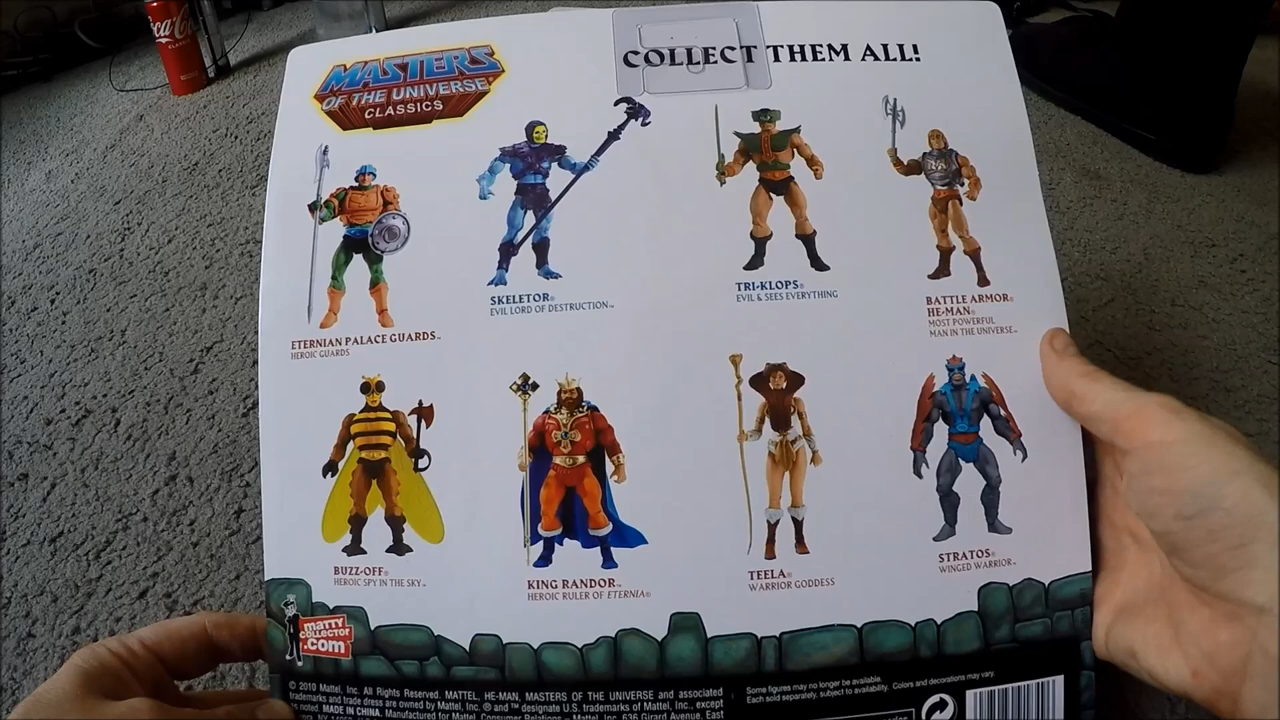 Coca-Cola
CLASSIC
MASTERS
OF THE UNIVERSE®
CLASSICS
COLLECT THEM ALL!
ETERNIAN PALACE GUARDS™
HEROIC GUARDS
SKELETOR®
EVIL LORD OF DESTRUCTION™
TRI-KLOPS®
EVIL & SEES EVERYTHING
BATTLE ARMOR
HE-MAN®
MOST POWERFUL
MAN IN THE UNIVERSE™
BUZZ-OFF®
HEROIC SPY IN THE SKY™
KING RANDOR™
HEROIC RULER OF ETERNIA®
TEELA®
WARRIOR GODDESS
STRATOS®
WINGED WARRIOR™
MATTY
COLLECTOR
.COM
© 2010 Mattel, Inc. All Rights Reserved. MATTEL, HE-MAN, MASTERS OF THE UNIVERSE and associated
trademarks and trade dress are owned by Mattel, Inc. ® and ™ designate U.S. trademarks of Mattel, Inc., except
as noted. MADE IN CHINA. Manufactured for Mattel. Consumer Relations – Mattel, Inc. 636 Girard Avenue, East
Some figures may no longer be available.
Each sold separately, subject to availability. Colors and decorations may vary.